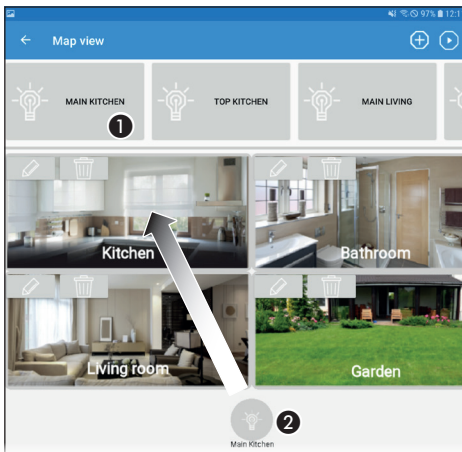 97% 12:1
Map view
MAIN KITCHEN
TOP KITCHEN
MAIN LIVING
1
Kitchen
Bathroom
Living room
Garden
2
Main Kitchen